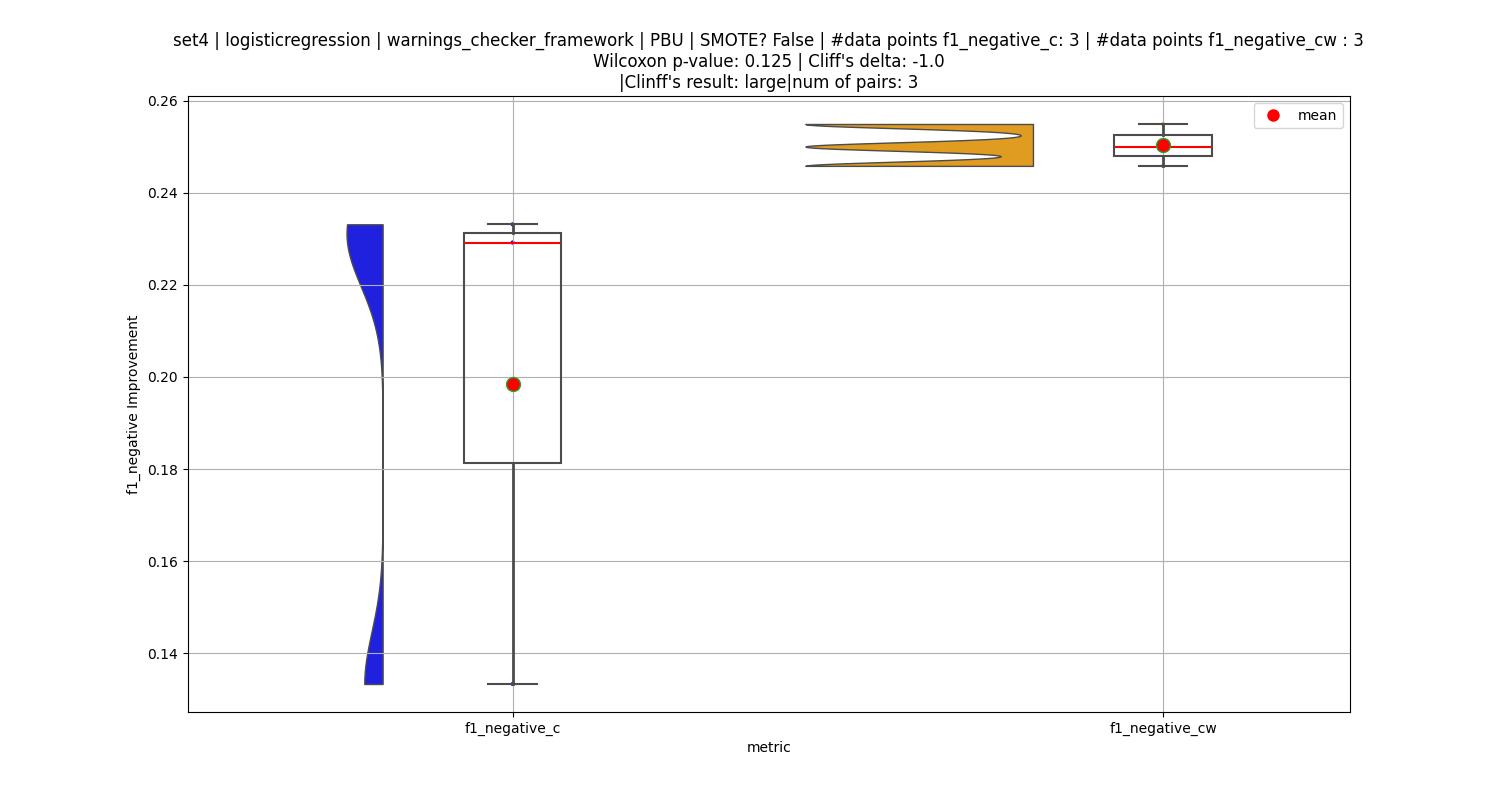 set4 | logisticregression | warnings_checker_framework | PBU | SMOTE? False | #data points f1_negative_c: 3 | #data points f1_negative_cw : 3
Wilcoxon p-value: 0.125 | Cliff's delta: -1.0
|Clinff's result: large|num of pairs: 3
mean
0.26
0.24
0.22
0.20
0.18
0.16
0.14
f1_negative Improvement
f1_negative_c
f1_negative_cw
metric